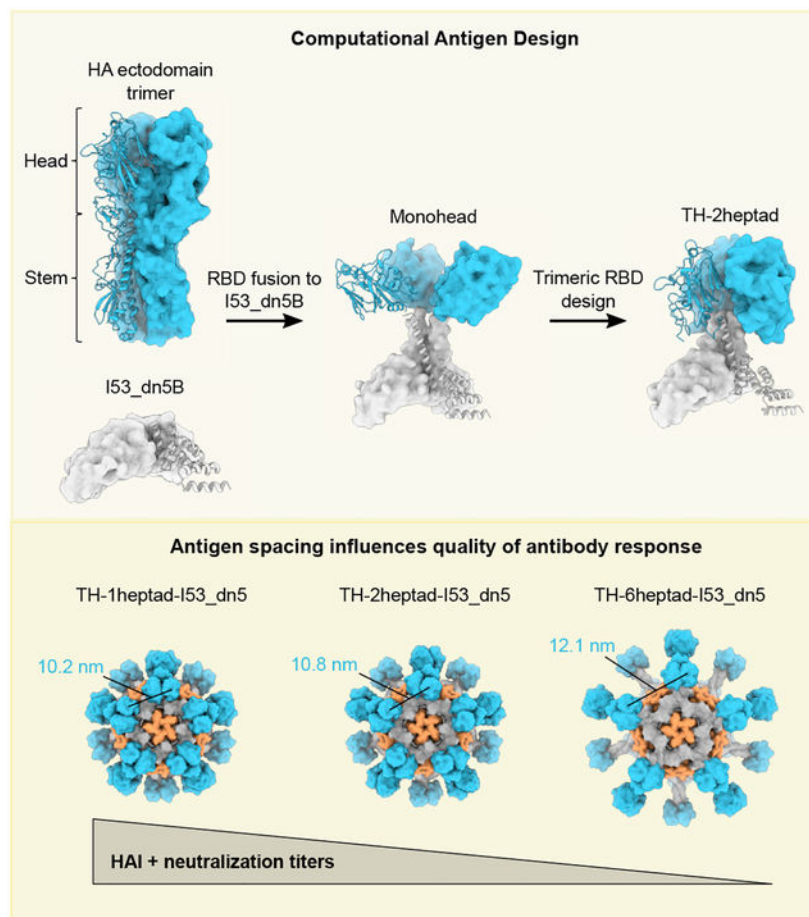 Computational Antigen Design
HA ectodomain
trimer
Head
Stem
I53_dn5B
RBD fusion to
I53_dn5B
Monohead
Trimeric RBD
design
TH-2heptad
Antigen spacing influences quality of antibody response
TH-1heptad-I53_dn5
TH-2heptad-I53_dn5
TH-6heptad-I53_dn5
10.2 nm
10.8 nm
12.1 nm
HAI + neutralization titers